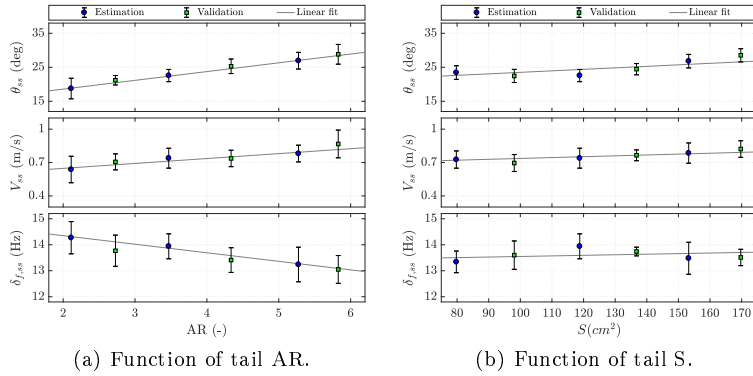 Estimation Validation Linear fit
35
25
15
θss (deg)
1
0.7
0.4
Vss (m/s)
15
14
13
12
δf,ss (Hz)
2 3 4 5 6
AR (-)
(a) Function of tail AR.
Estimation Validation Linear fit
35
25
15
θss (deg)
1
0.7
0.4
Vss (m/s)
15
14
13
12
δf,ss (Hz)
80 90 100 110 120 130 140 150 160 170
S(cm²)
(b) Function of tail S.